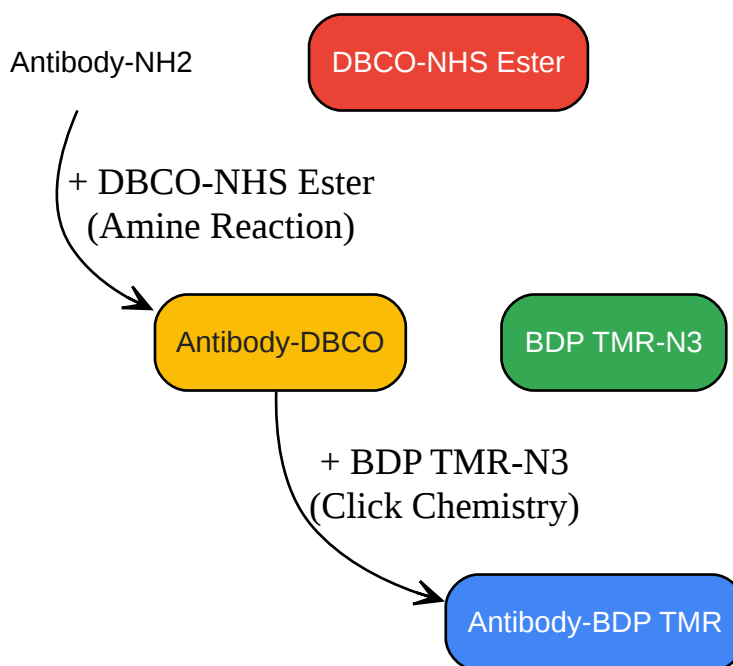 Antibody-NH2
DBCO-NHS Ester
+ DBCO-NHS Ester
(Amine Reaction)
Antibody-DBCO
BDP TMR-N3
+ BDP TMR-N3
(Click Chemistry)
Antibody-BDP TMR